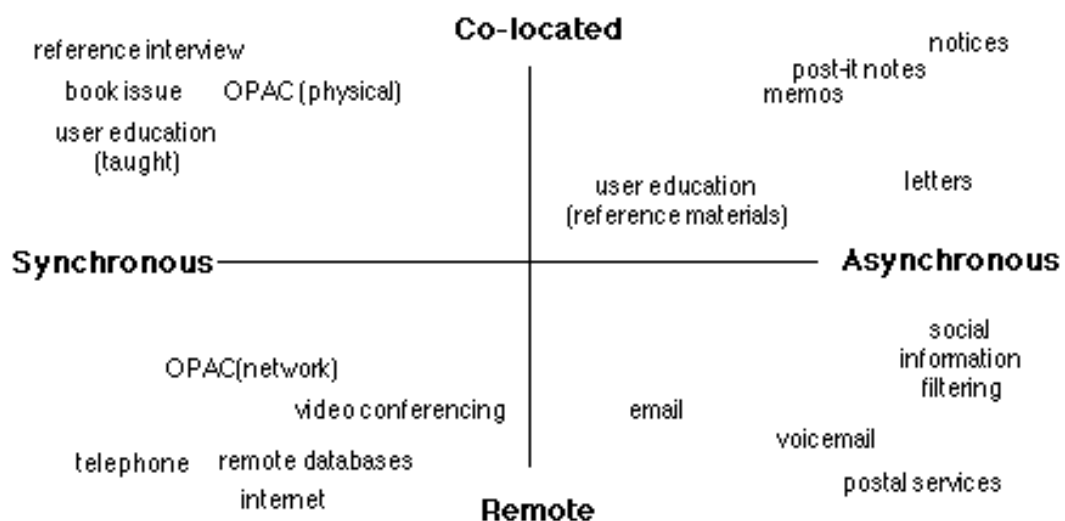 Co-located
reference interview
notices
post-it notes
book issue
OPAC (physical)
memos
user education
(taught)
user education
(reference materials)
letters
Synchronous
Asynchronous
social
information
filtering
OPAC(network)
video conferencing
email
voicemail
telephone
remote databases
internet
postal services
Remote